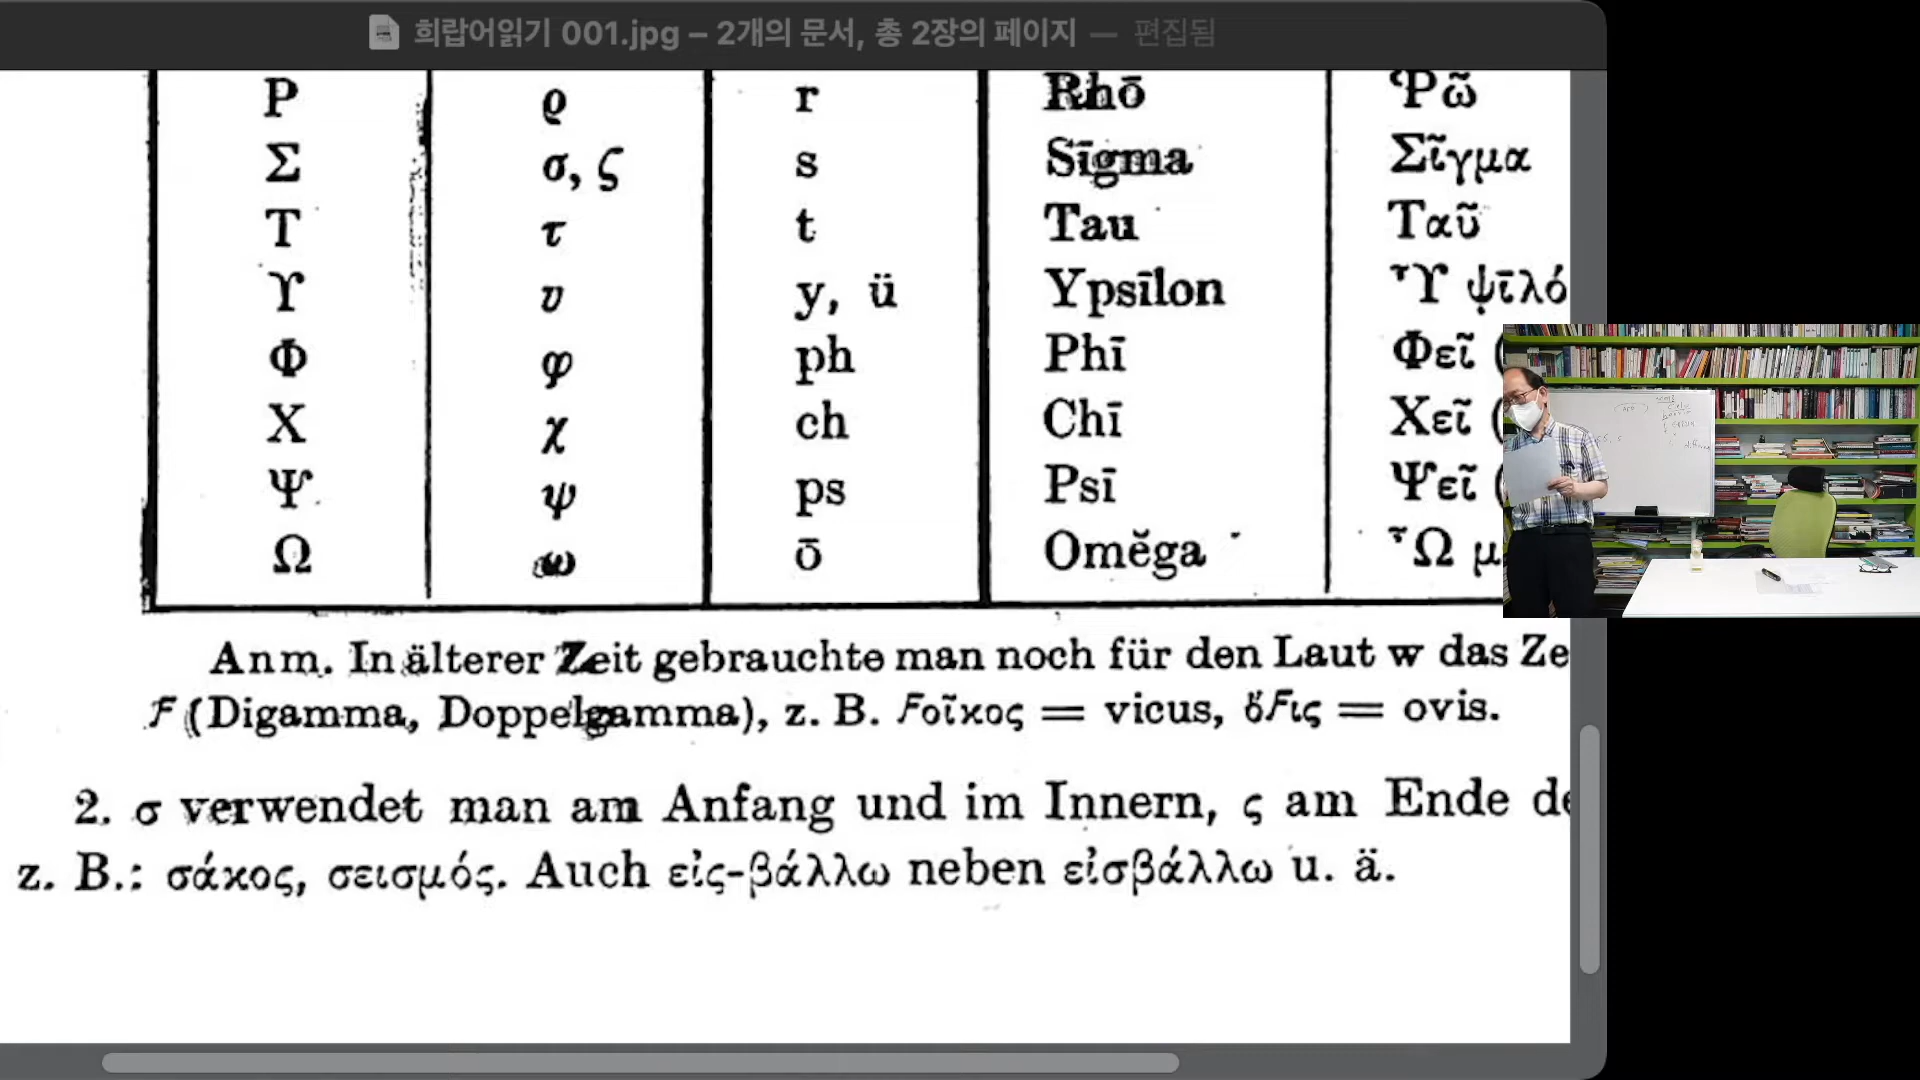 희랍어읽기 001.jpg – 2개의 문서, 총 2장의 페이지 — 편집됨
Ρ ϱ r Rhō Ῥῶ
Σ σ, ς s Sīgma Σῖγμα
Τ τ t Tau Ταῦ
ϒ υ y, ü Ypsīlon Υ̓͂ ψῑλό
Φ φ ph Phī Φεῖ (
Χ χ ch Chī Χεῖ (
Ψ ψ ps Psī Ψεῖ (
Ω ω ō Omĕga Ὦ μ
Anm. In älterer Zeit gebrauchte man noch für den Laut w das Ze
Ϝ (Digamma, Doppelgamma), z. B. Ϝοῖκος = vicus, ὄϜις = ovis.
2. σ verwendet man am Anfang und im Innern, ς am Ende de
z. B.: σάκος, σεισμός. Auch εἰς-βάλλω neben εἰσβάλλω u. ä.